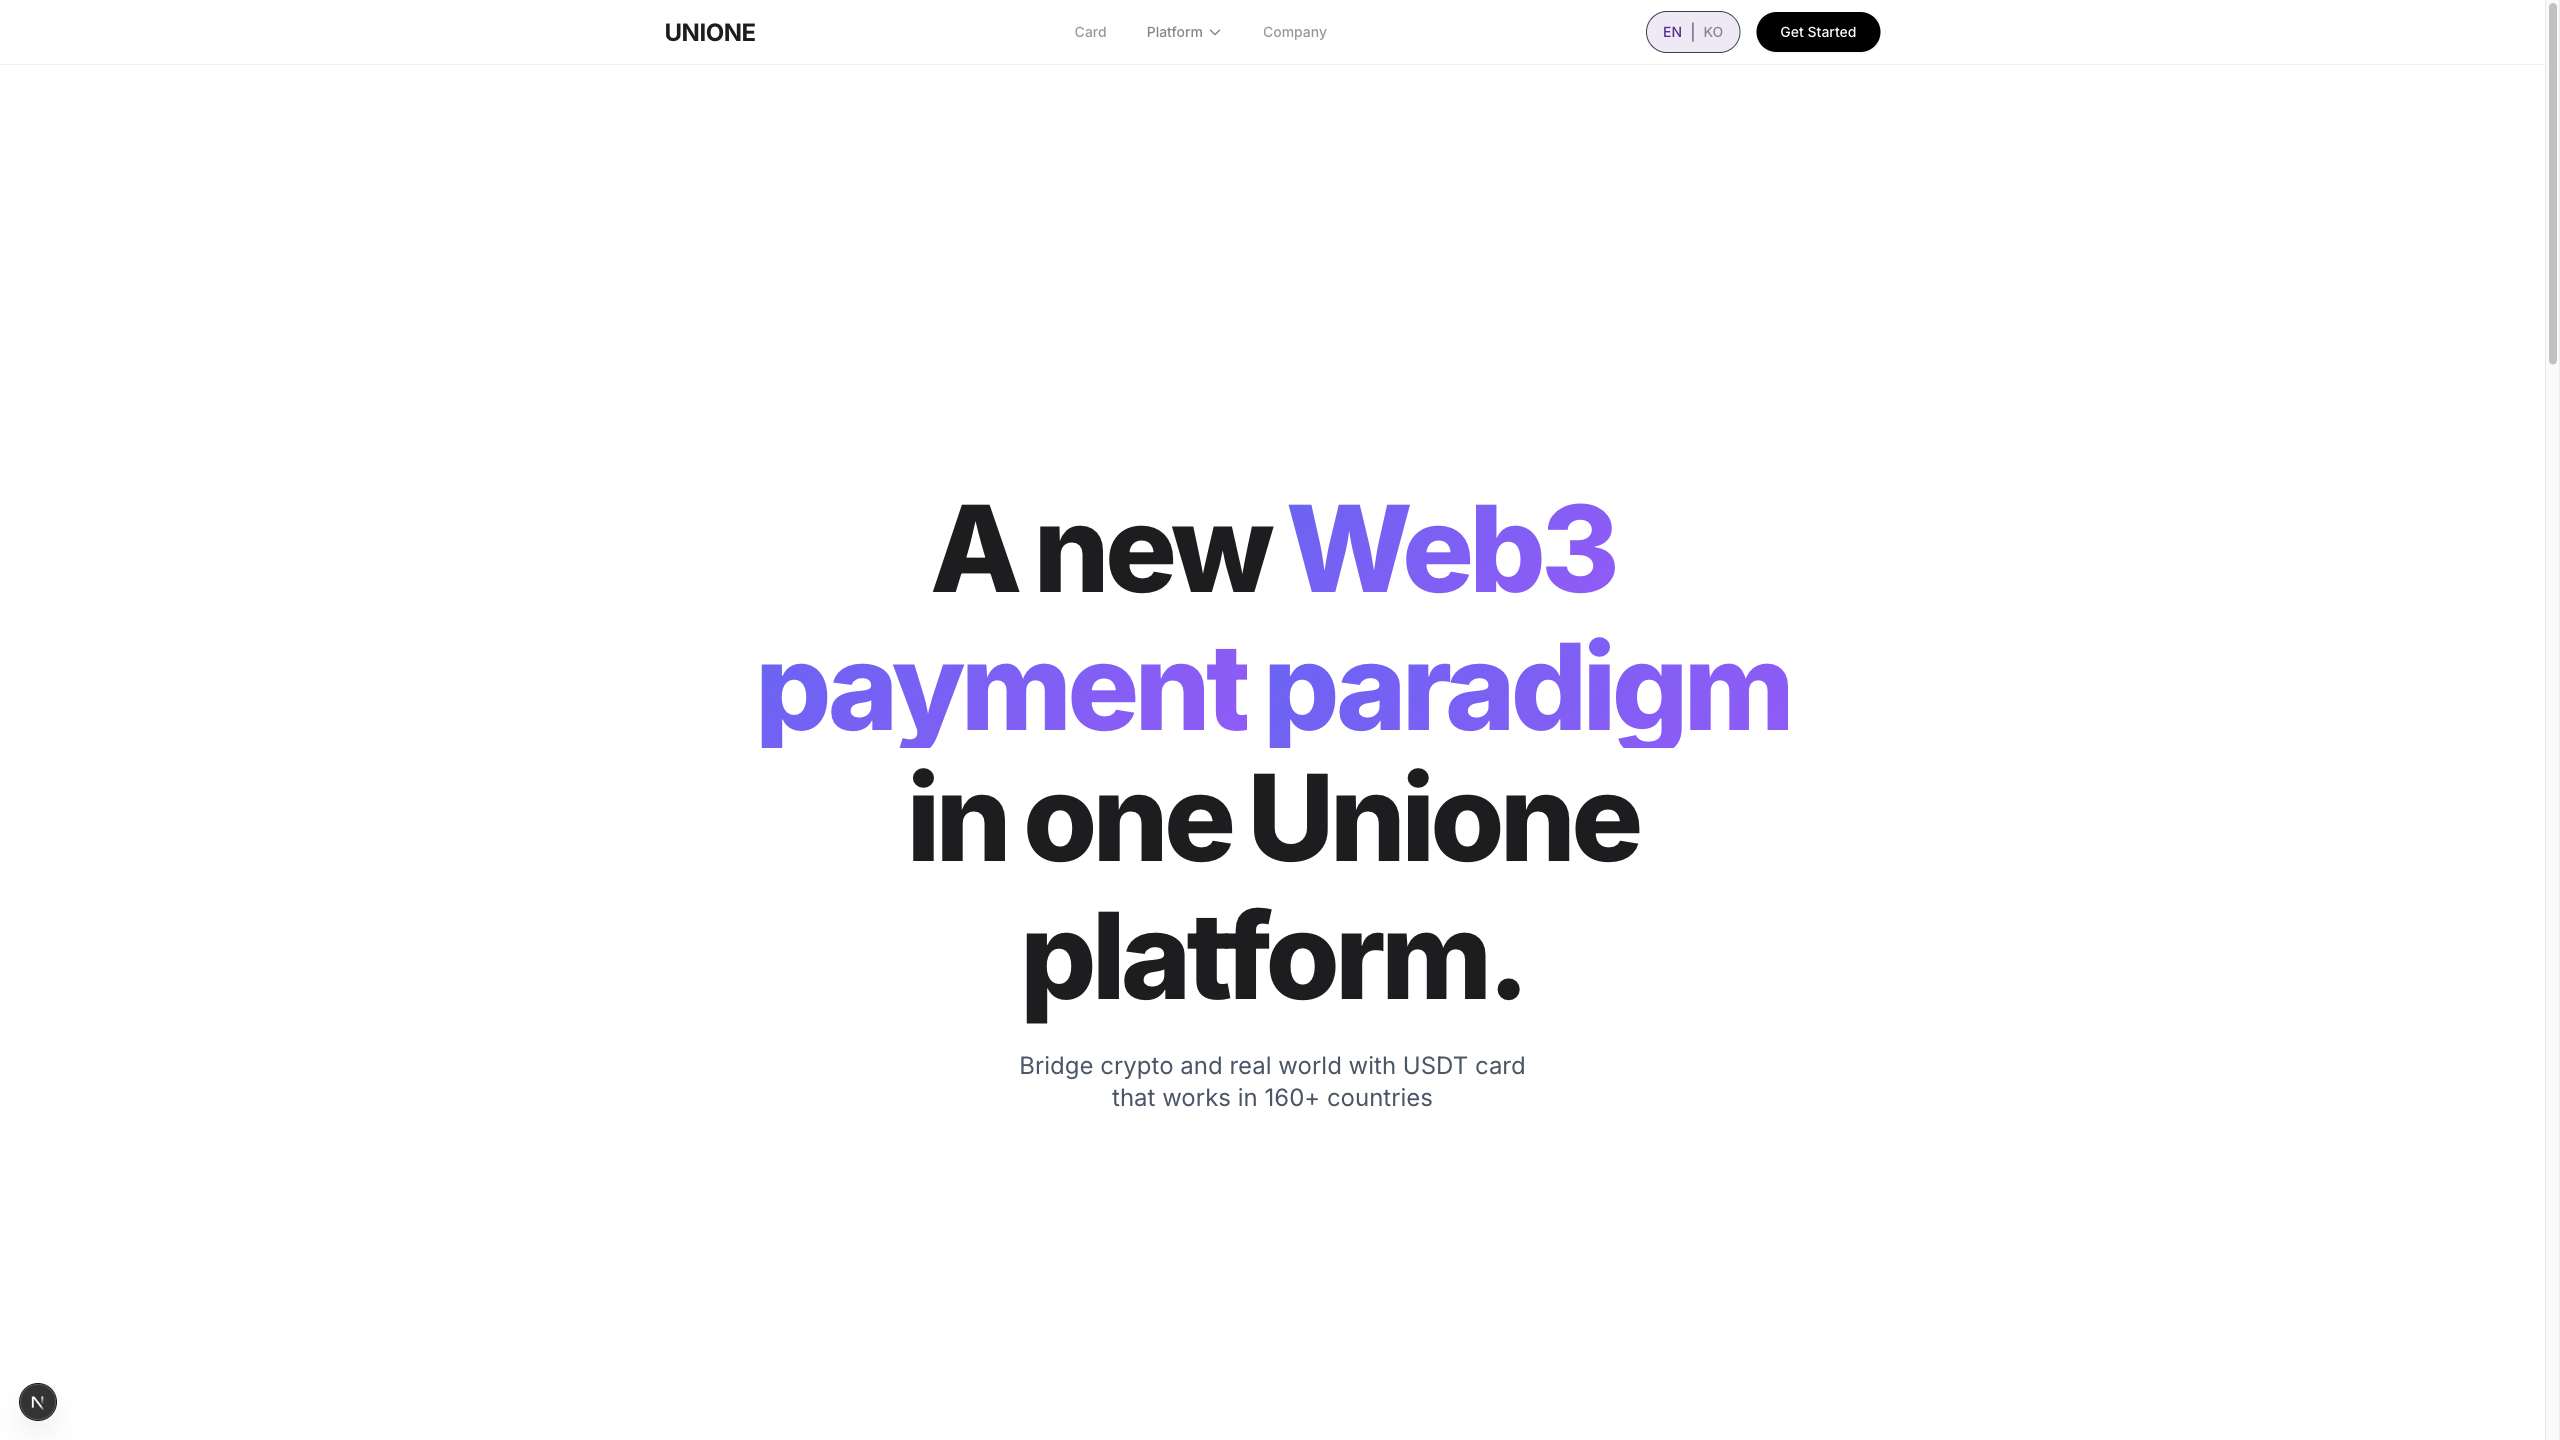 UNIONE
Card
Platform
Company
EN | KO
Get Started
A new Web3
payment paradigm
in one Unione
platform.
Bridge crypto and real world with USDT card
that works in 160+ countries
N